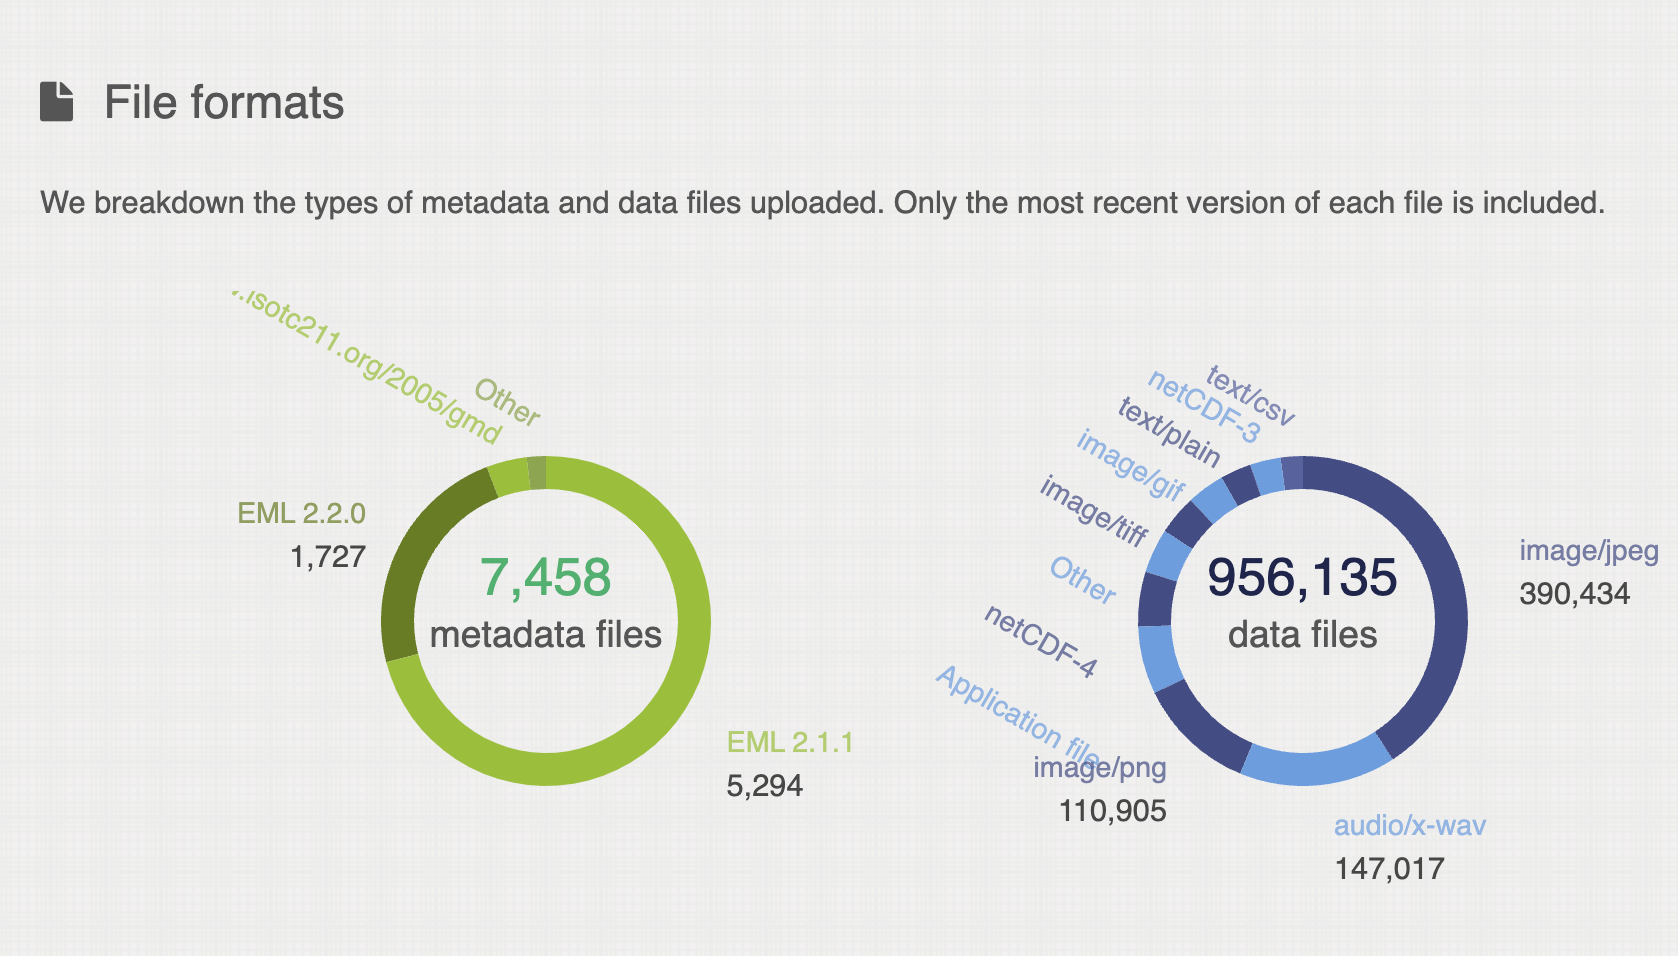 File formats
We breakdown the types of metadata and data files uploaded. Only the most recent version of each file is included.
.isotc211.org/2005/gmd
Other
EML 2.2.0
1,727
7,458
metadata files
EML 2.1.1
5,294
text/csv
netCDF-3
text/plain
image/gif
image/tiff
Other
netCDF-4
Application file
image/png
110,905
956,135
data files
image/jpeg
390,434
audio/x-wav
147,017